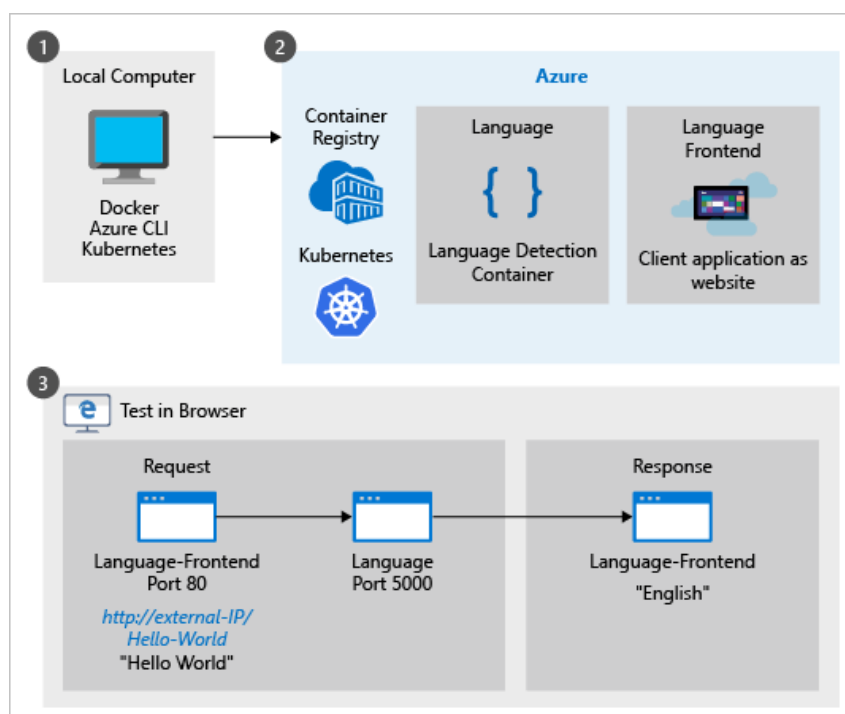 1
Local Computer
Docker
Azure CLI
Kubernetes
2
Azure
Container
Registry
Kubernetes
Language
{ }
Language Detection
Container
Language
Frontend
Client application as
website
3
e
Test in Browser
Request
Language-Frontend
Port 80
http://external-IP/
Hello-World
"Hello World"
Language
Port 5000
Response
Language-Frontend
"English"